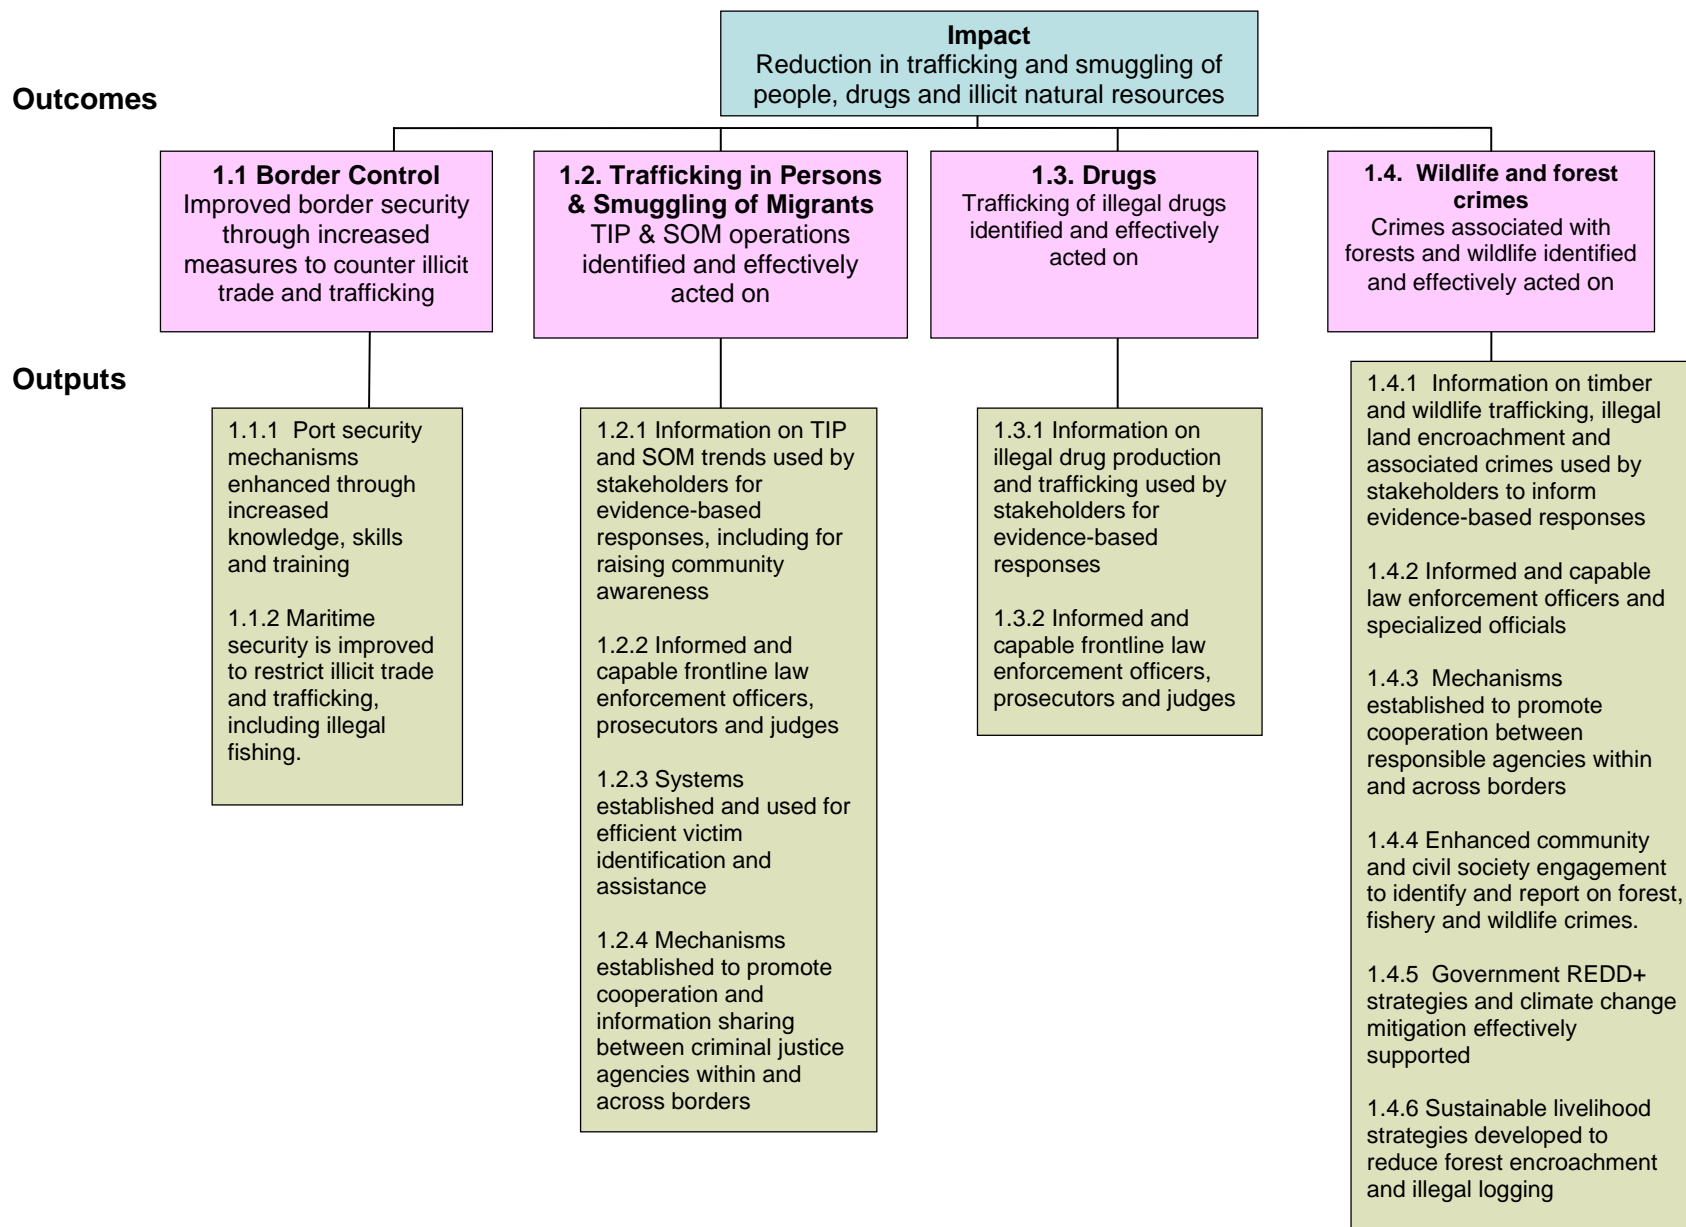 Impact
Reduction in trafficking and smuggling of
people, drugs and illicit natural resources
Outcomes
1.1 Border Control
Improved border security
through increased
measures to counter illicit
trade and trafficking
1.2. Trafficking in Persons
& Smuggling of Migrants
TIP & SOM operations
identified and effectively
acted on
1.3. Drugs
Trafficking of illegal drugs
identified and effectively
acted on
1.4. Wildlife and forest
crimes
Crimes associated with
forests and wildlife identified
and effectively acted on
Outputs
1.1.1 Port security
mechanisms
enhanced through
increased
knowledge, skills
and training
1.1.2 Maritime
security is improved
to restrict illicit trade
and trafficking,
including illegal
fishing.
1.2.1 Information on TIP
and SOM trends used by
stakeholders for
evidence-based
responses, including for
raising community
awareness
1.2.2 Informed and
capable frontline law
enforcement officers,
prosecutors and judges
1.2.3 Systems
established and used for
efficient victim
identification and
assistance
1.2.4 Mechanisms
established to promote
cooperation and
information sharing
between criminal justice
agencies within and
across borders
1.3.1 Information on
illegal drug production
and trafficking used by
stakeholders for
evidence-based
responses
1.3.2 Informed and
capable frontline law
enforcement officers,
prosecutors and judges
1.4.1 Information on timber
and wildlife trafficking, illegal
land encroachment and
associated crimes used by
stakeholders to inform
evidence-based responses
1.4.2 Informed and capable
law enforcement officers and
specialized officials
1.4.3 Mechanisms
established to promote
cooperation between
responsible agencies within
and across borders
1.4.4 Enhanced community
and civil society engagement
to identify and report on forest,
fishery and wildlife crimes.
1.4.5 Government REDD+
strategies and climate change
mitigation effectively
supported
1.4.6 Sustainable livelihood
strategies developed to
reduce forest encroachment
and illegal logging